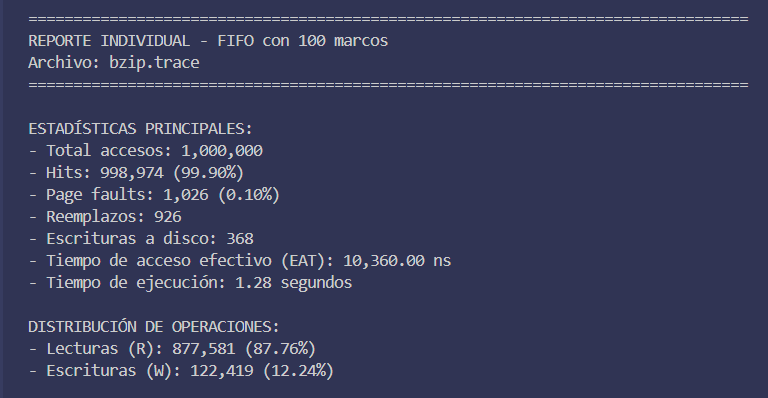 ================================================================================
REPORTE INDIVIDUAL - FIFO con 100 marcos
Archivo: bzip.trace
================================================================================
ESTADÍSTICAS PRINCIPALES:
- Total accesos: 1,000,000
- Hits: 998,974 (99.90%)
- Page faults: 1,026 (0.10%)
- Reemplazos: 926
- Escrituras a disco: 368
- Tiempo de acceso efectivo (EAT): 10,360.00 ns
- Tiempo de ejecución: 1.28 segundos
DISTRIBUCIÓN DE OPERACIONES:
- Lecturas (R): 877,581 (87.76%)
- Escrituras (W): 122,419 (12.24%)